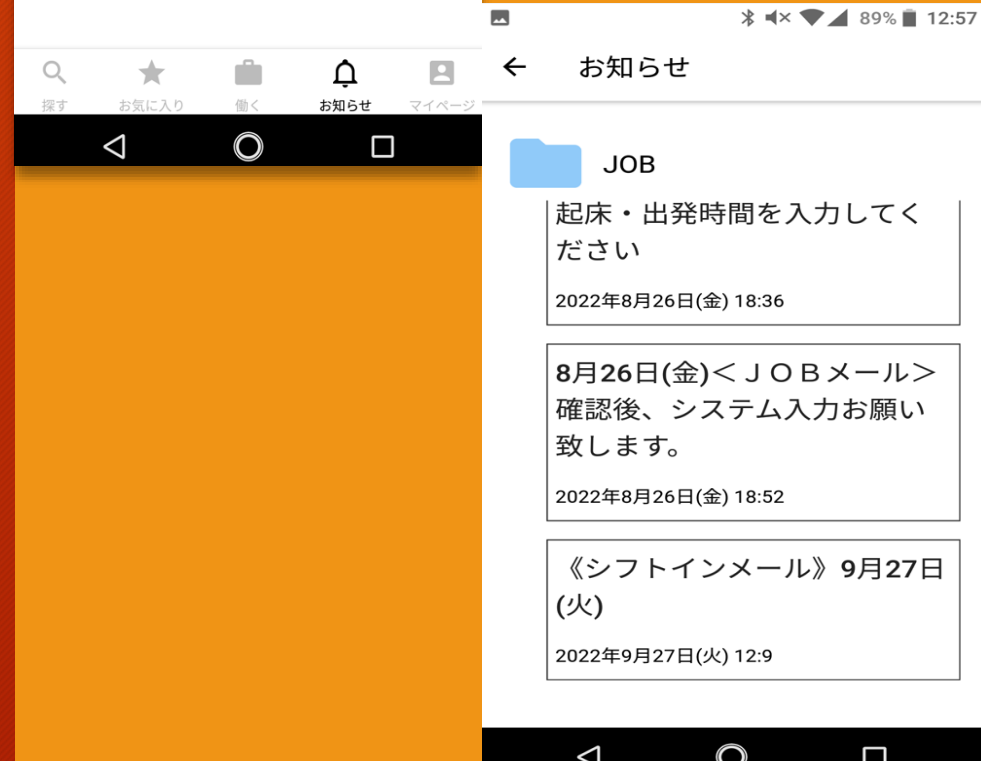 探す
お気に入り
働く
お知らせ
マイページ
89%
12:57
お知らせ
JOB
起床・出発時間を入力してく
ださい
2022年8月26日(金) 18:36
8月26日(金)＜ＪＯＢメール＞
確認後、システム入力お願い
致します。
2022年8月26日(金) 18:52
《シフトインメール》9月27日
(火)
2022年9月27日(火) 12:9